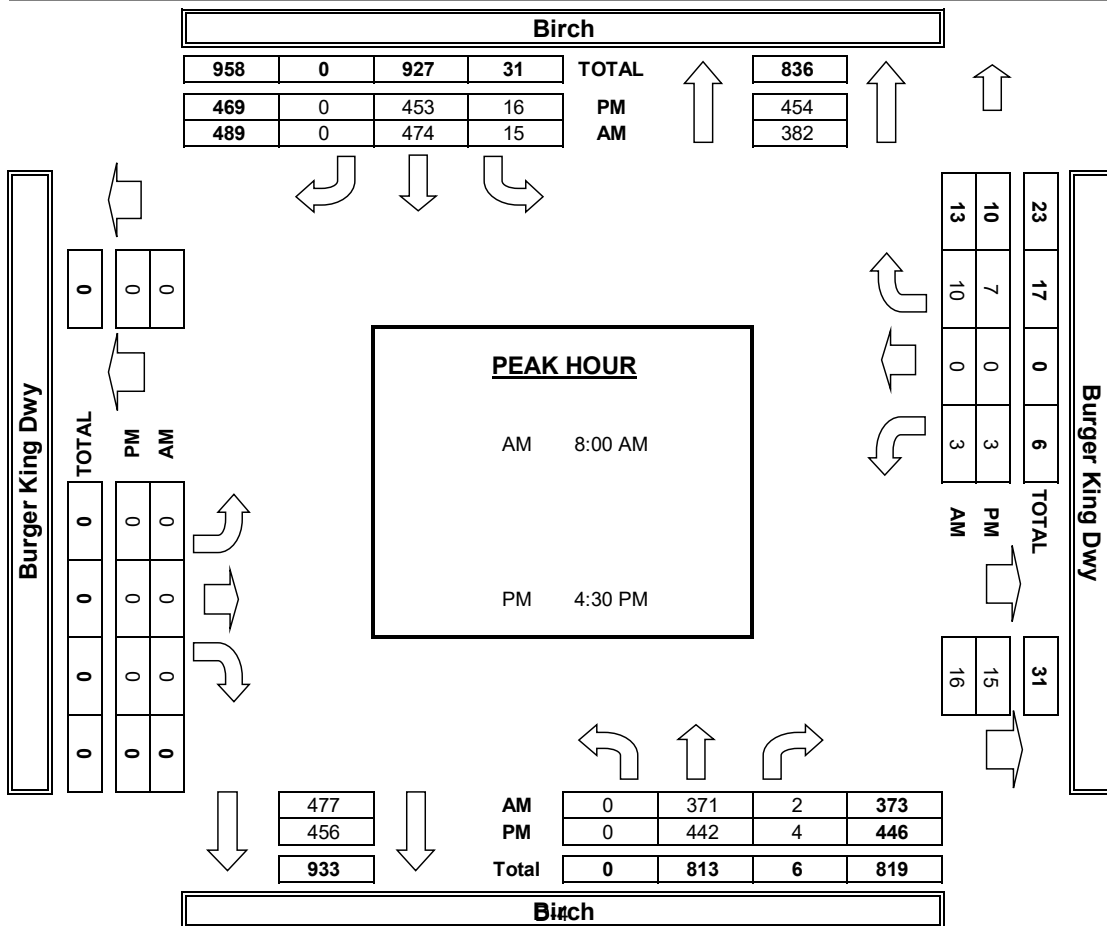 Birch
958 0 927 31 TOTAL 836
469 0 453 16 PM 454
489 0 474 15 AM 382
Burger King Dwy
0 0 0 0 TOTAL 0
0 0 0 0 PM 0
0 0 0 0 AM 0
PEAK HOUR
AM 8:00 AM
PM 4:30 PM
Burger King Dwy
23 17 0 6 TOTAL 31
10 7 0 3 PM 15
13 10 0 3 AM 16
477 AM 0 371 2 373
456 PM 0 442 4 446
933 Total 0 813 6 819
Birch